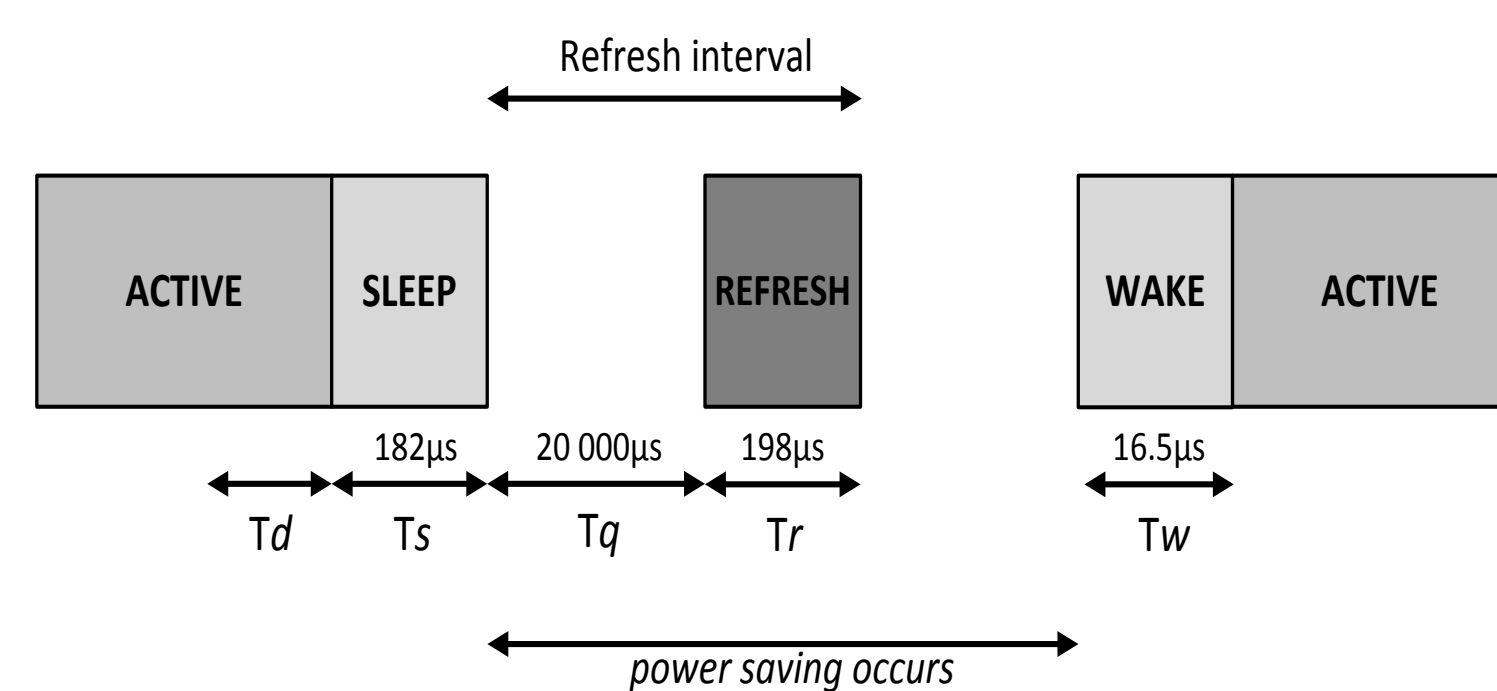 Refresh interval
ACTIVE SLEEP REFRESH WAKE ACTIVE
182μs 20 000μs 198μs 16.5μs
Td Ts Tq Tr Tw
power saving occurs